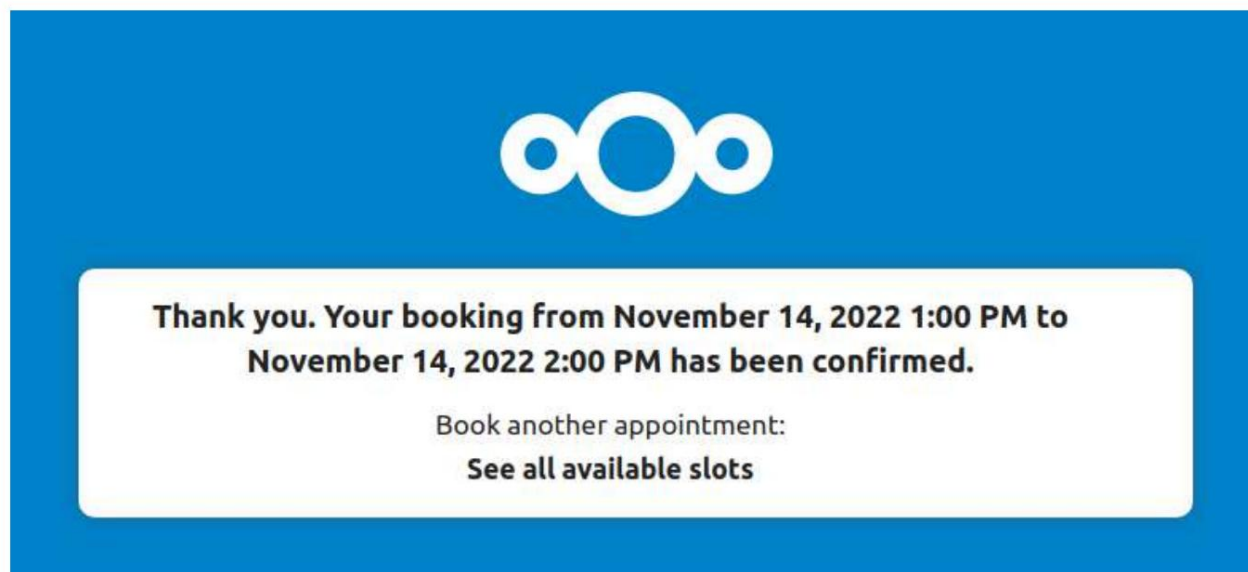 Thank you. Your booking from November 14, 2022 1:00 PM to
November 14, 2022 2:00 PM has been confirmed.
Book another appointment:
See all available slots